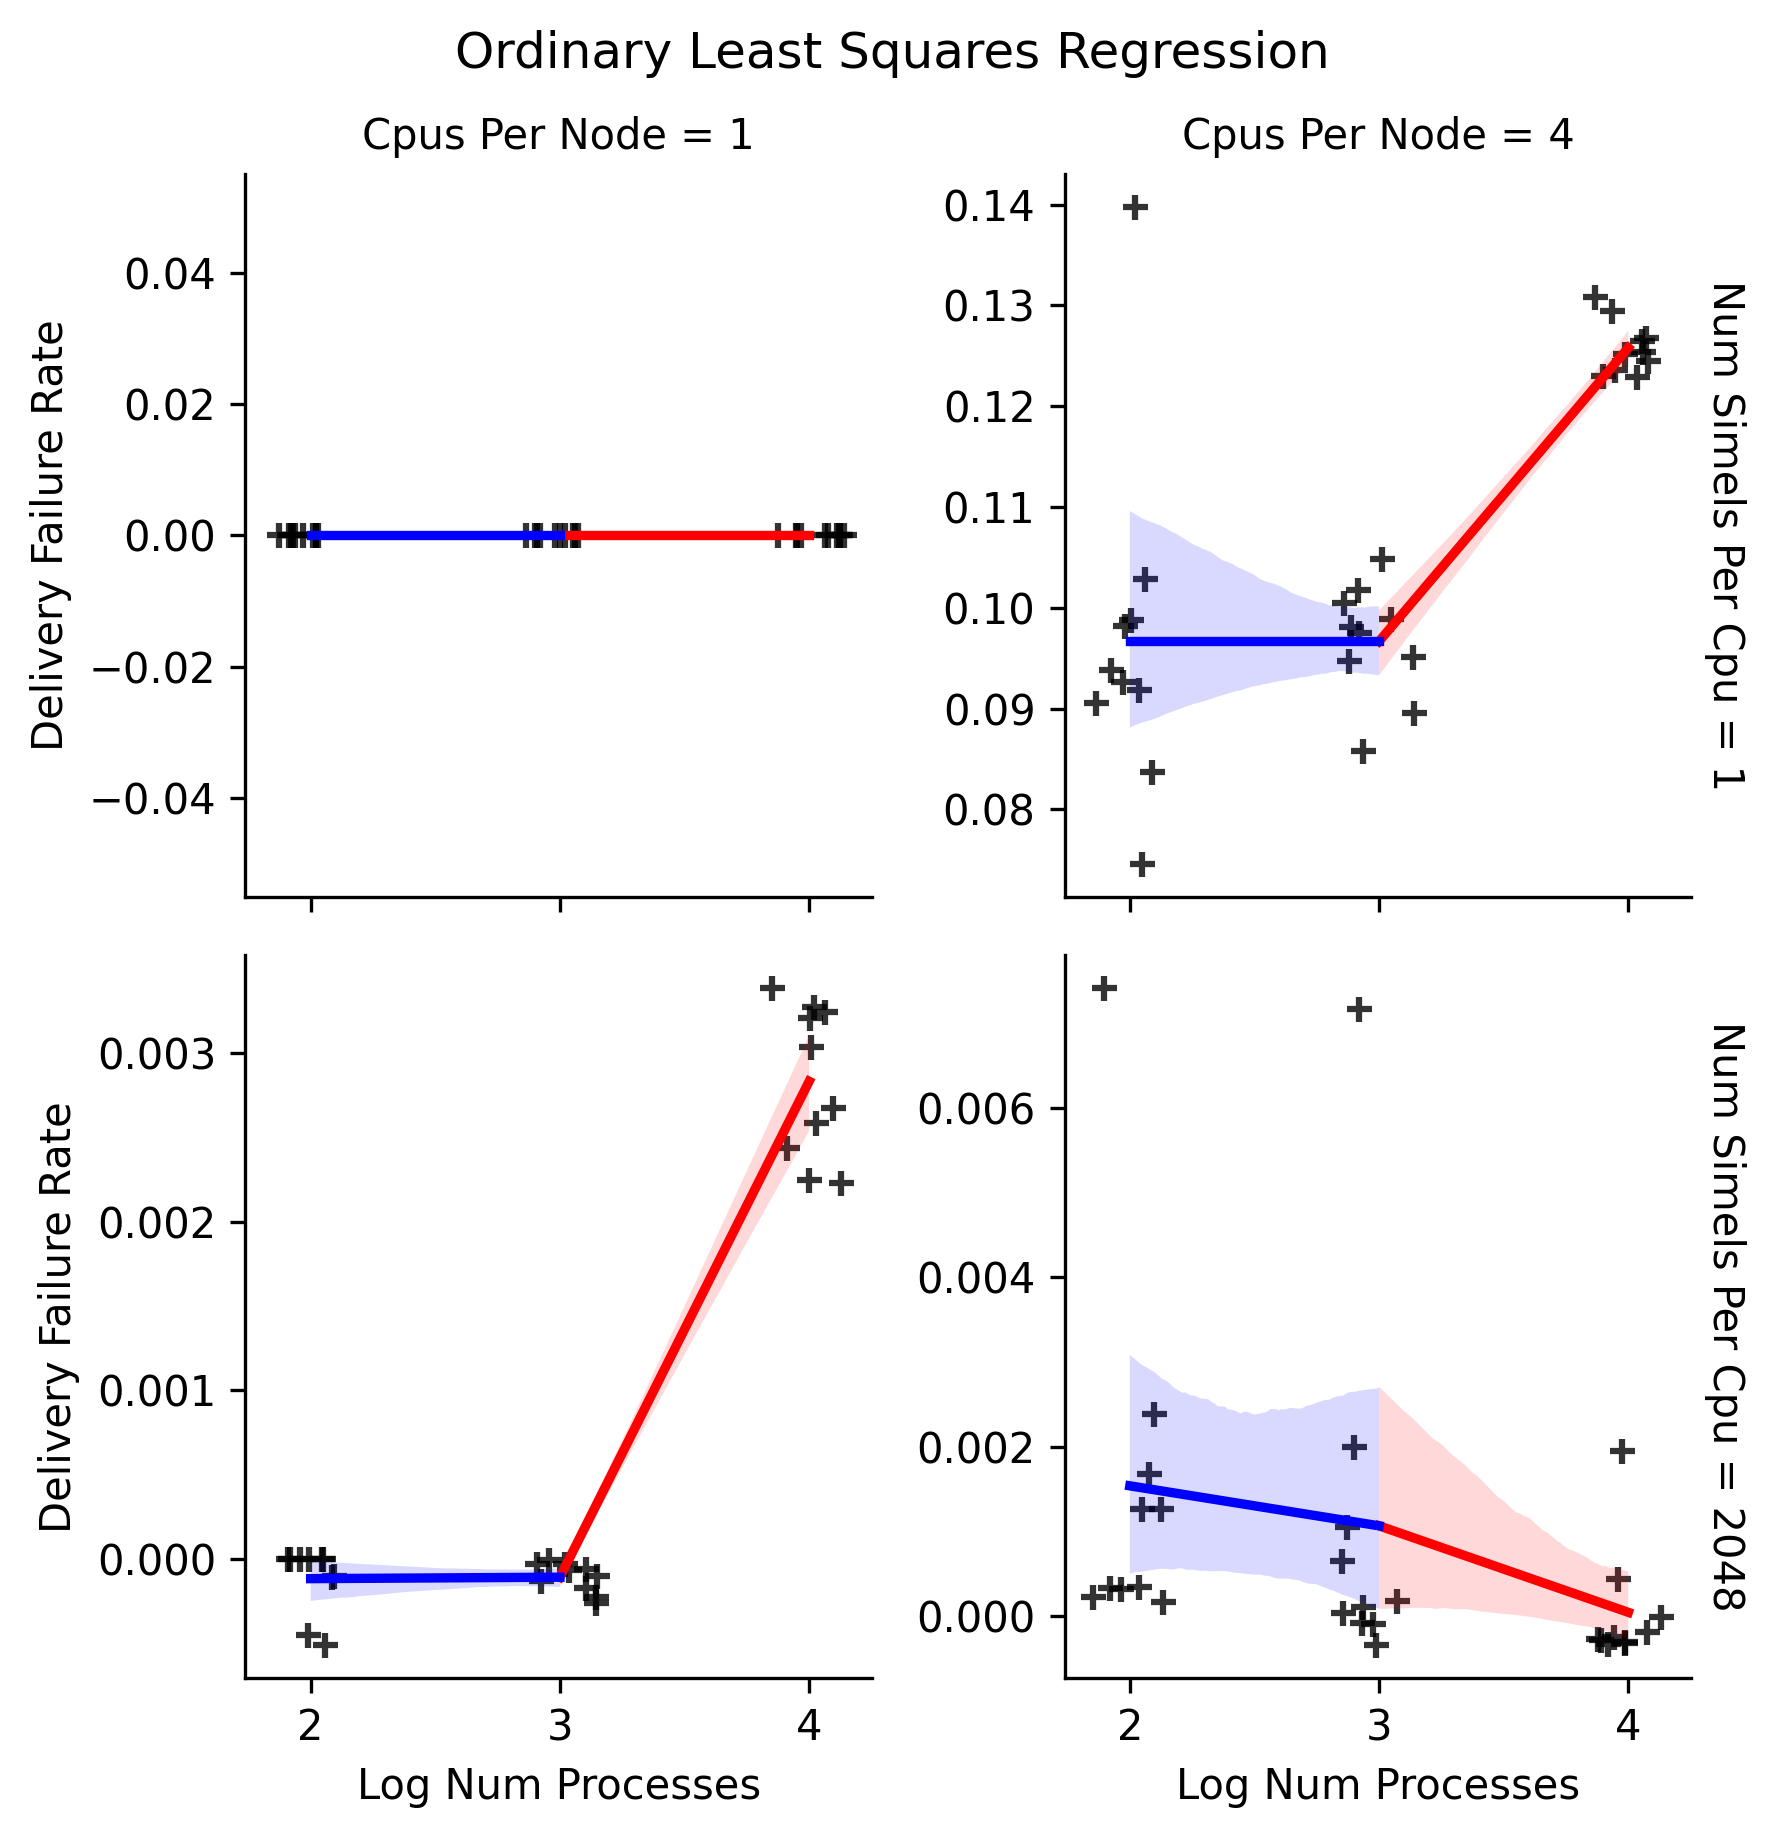 Ordinary Least Squares Regression
Cpus Per Node = 1
Cpus Per Node = 4
Delivery Failure Rate
0.04
0.02
0.00
−0.02
−0.04
0.14
0.13
0.12
0.11
0.10
0.09
0.08
Num Simels Per Cpu = 1
Delivery Failure Rate
0.003
0.002
0.001
0.000
2
3
4
Log Num Processes
0.006
0.004
0.002
0.000
2
3
4
Log Num Processes
Num Simels Per Cpu = 2048